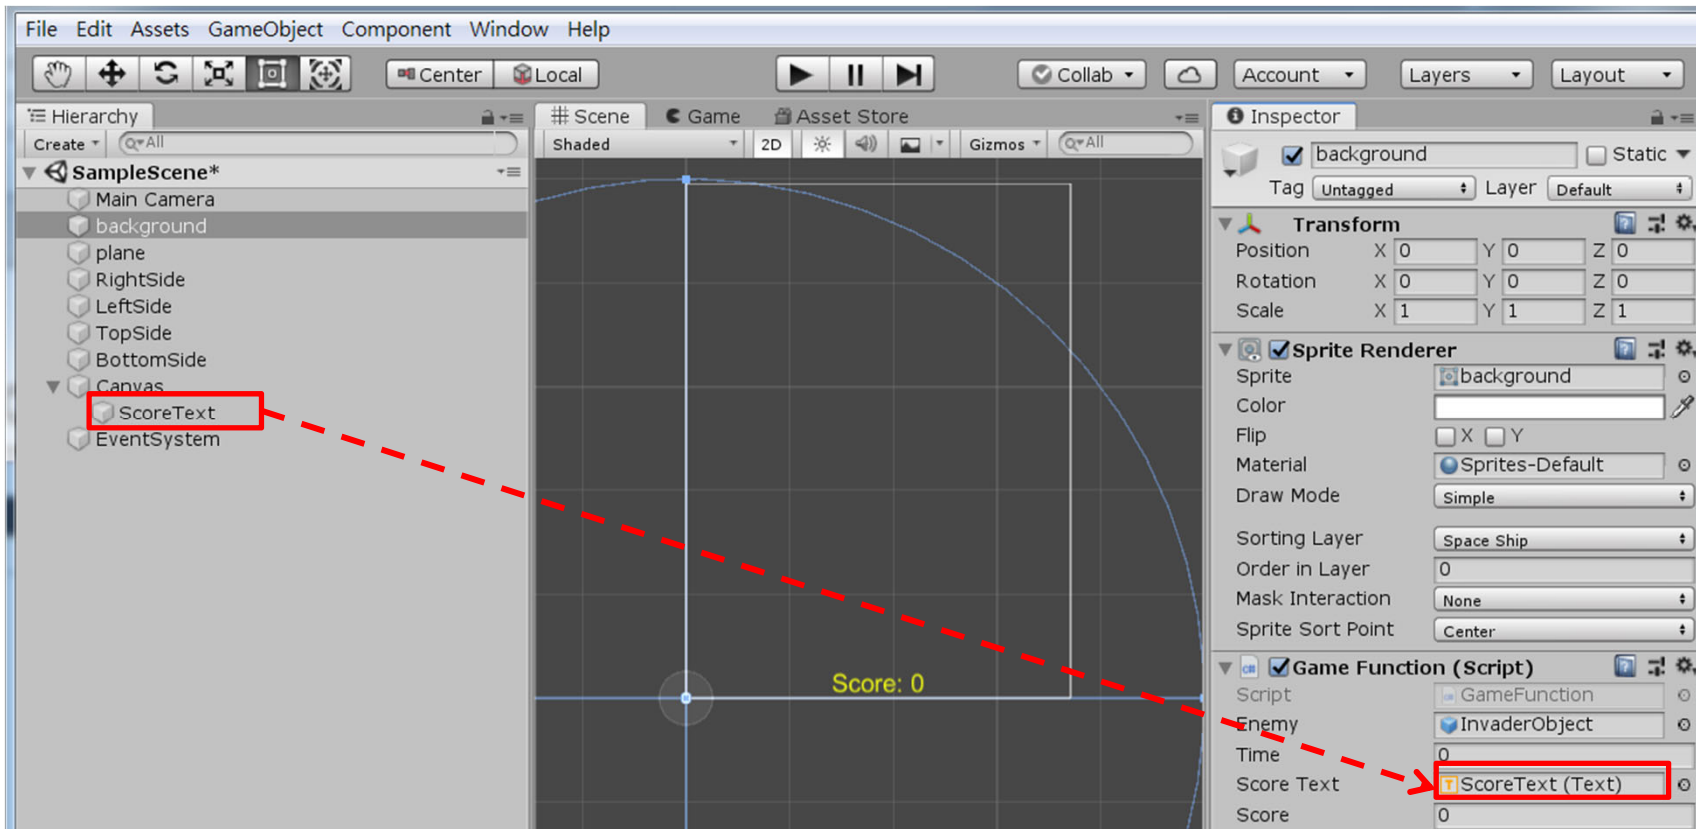 File Edit Assets GameObject Component Window Help
Center Local Collab Account Layers Layout
Hierarchy
Create All
SampleScene*
Main Camera
background
plane
RightSide
LeftSide
TopSide
BottomSide
Canvas
ScoreText
EventSystem
Scene Game Asset Store
Shaded 2D Gizmos All
Score: 0
Inspector
background Static
Tag Untagged Layer Default
Transform
Position X 0 Y 0 Z 0
Rotation X 0 Y 0 Z 0
Scale X 1 Y 1 Z 1
Sprite Renderer
Sprite background
Color
Flip X Y
Material Sprites-Default
Draw Mode Simple
Sorting Layer Space Ship
Order in Layer 0
Mask Interaction None
Sprite Sort Point Center
Game Function (Script)
Script GameFunction
Enemy InvaderObject
Time 0
Score Text ScoreText (Text)
Score 0